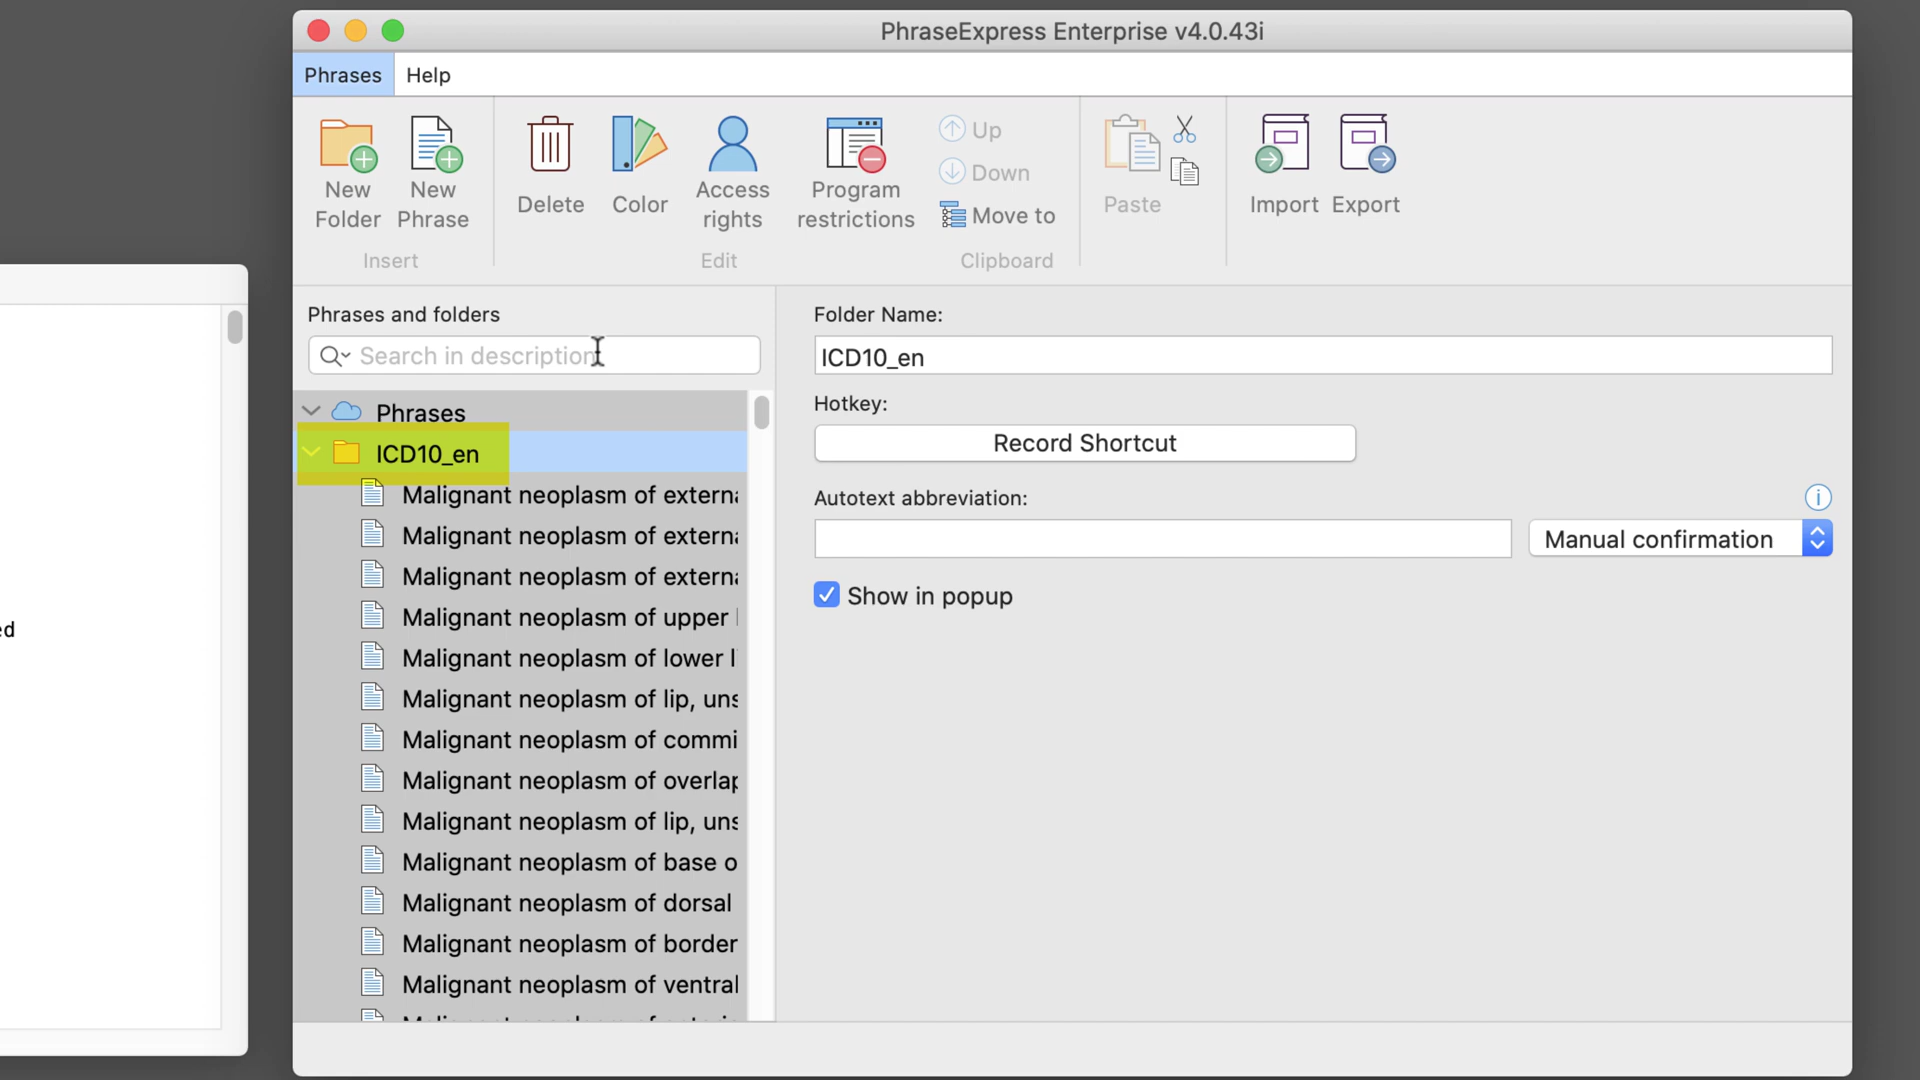 PhraseExpress Enterprise v4.0.43i
Phrases Help
New Folder
New Phrase
Delete
Color
Access rights
Program restrictions
Up
Down
Move to
Paste
Import
Export
Insert
Edit
Clipboard
Phrases and folders
Search in description
Phrases
ICD10_en
Malignant neoplasm of externa
Malignant neoplasm of externa
Malignant neoplasm of externa
Malignant neoplasm of upper
Malignant neoplasm of lower l
Malignant neoplasm of lip, uns
Malignant neoplasm of commi
Malignant neoplasm of overlap
Malignant neoplasm of lip, uns
Malignant neoplasm of base o
Malignant neoplasm of dorsal
Malignant neoplasm of border
Malignant neoplasm of ventral
Folder Name:
ICD10_en
Hotkey:
Record Shortcut
Autotext abbreviation:
Manual confirmation
Show in popup
ed